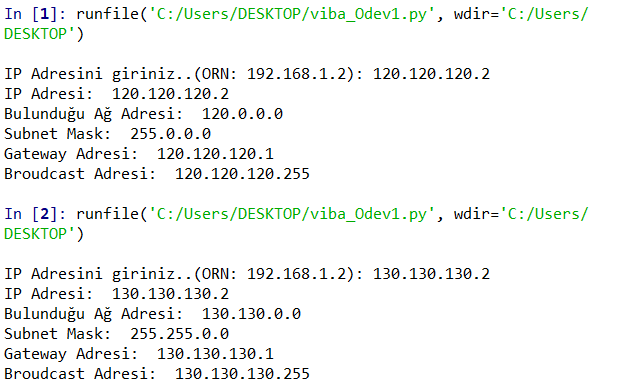 In [1]: runfile('C:/Users/DESKTOP/viba_Odev1.py', wdir='C:/Users/
DESKTOP')
IP Adresini giriniz..(ORN: 192.168.1.2): 120.120.120.2
IP Adresi:  120.120.120.2
Bulunduğu Ağ Adresi:  120.0.0.0
Subnet Mask:  255.0.0.0
Gateway Adresi:  120.120.120.1
Broudcast Adresi:  120.120.120.255
In [2]: runfile('C:/Users/DESKTOP/viba_Odev1.py', wdir='C:/Users/
DESKTOP')
IP Adresini giriniz..(ORN: 192.168.1.2): 130.130.130.2
IP Adresi:  130.130.130.2
Bulunduğu Ağ Adresi:  130.130.0.0
Subnet Mask:  255.255.0.0
Gateway Adresi:  130.130.130.1
Broudcast Adresi:  130.130.130.255